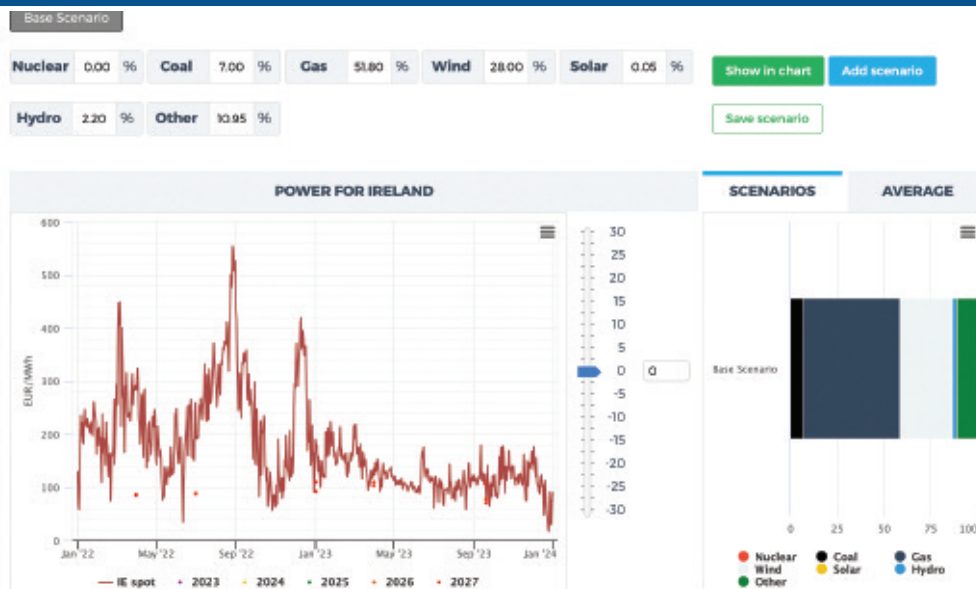 Base Scenario
Nuclear 0.00 % Coal 7.00 % Gas 51.80 % Wind 28.00 % Solar 0.05 % Show in chart Add scenario
Hydro 2.20 % Other 10.95 % Save scenario
POWER FOR IRELAND
SCENARIOS AVERAGE
600
500
400
300
200
100
0
EUR/MWh
Jan '22 May '22 Sep '22 Jan '23 May '23 Sep '23 Jan '24
IE spot 2023 2024 2025 2026 2027
30
25
20
15
10
5
0 0
-5
-10
-15
-20
-25
-30
Base Scenario
0 25 50 75 100
Nuclear Coal Gas
Wind Solar Hydro
Other